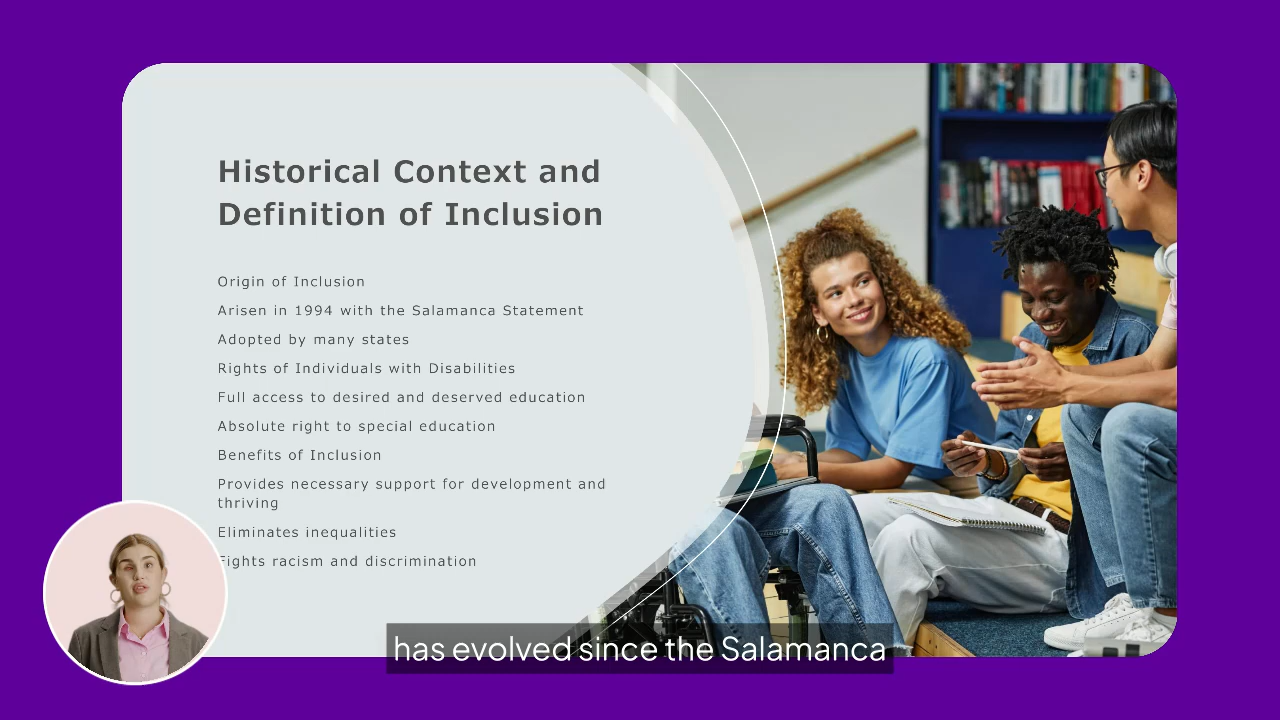 Historical Context and
Definition of Inclusion
Origin of Inclusion
Arisen in 1994 with the Salamanca Statement
Adopted by many states
Rights of Individuals with Disabilities
Full access to desired and deserved education
Absolute right to special education
Benefits of Inclusion
Provides necessary support for development and
thriving
Eliminates inequalities
Fights racism and discrimination
has evolved since the Salamanca